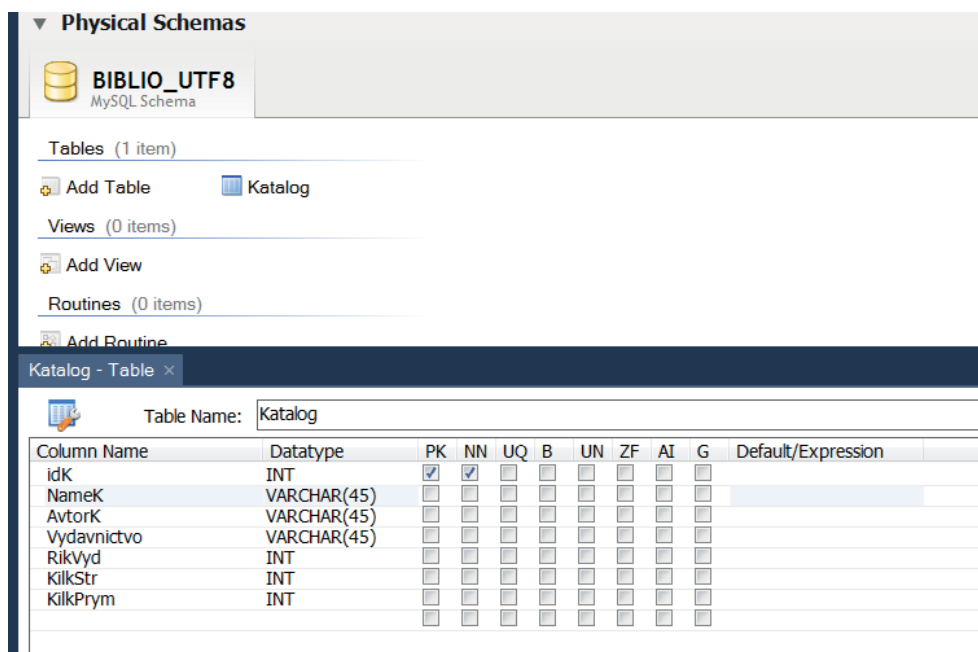 Physical Schemas
BIBLIO_UTF8
MySQL Schema
Tables (1 item)
Add Table Katalog
Views (0 items)
Add View
Routines (0 items)
Add Routine
Katalog - Table ×
Table Name: Katalog
Column Name Datatype PK NN UQ B UN ZF AI G Default/Expression
idK INT
NameK VARCHAR(45)
AvtorK VARCHAR(45)
Vydavnictvo VARCHAR(45)
RikVyd INT
KilkStr INT
KilkPrym INT